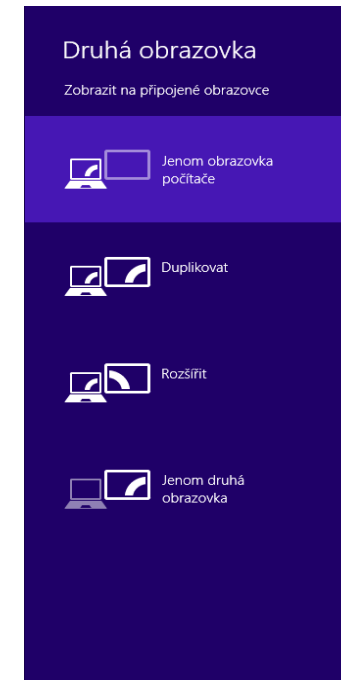 Druhá obrazovka
Zobrazit na připojené obrazovce
Jenom obrazovka
počítače
Duplikovat
Rozšířit
Jenom druhá
obrazovka